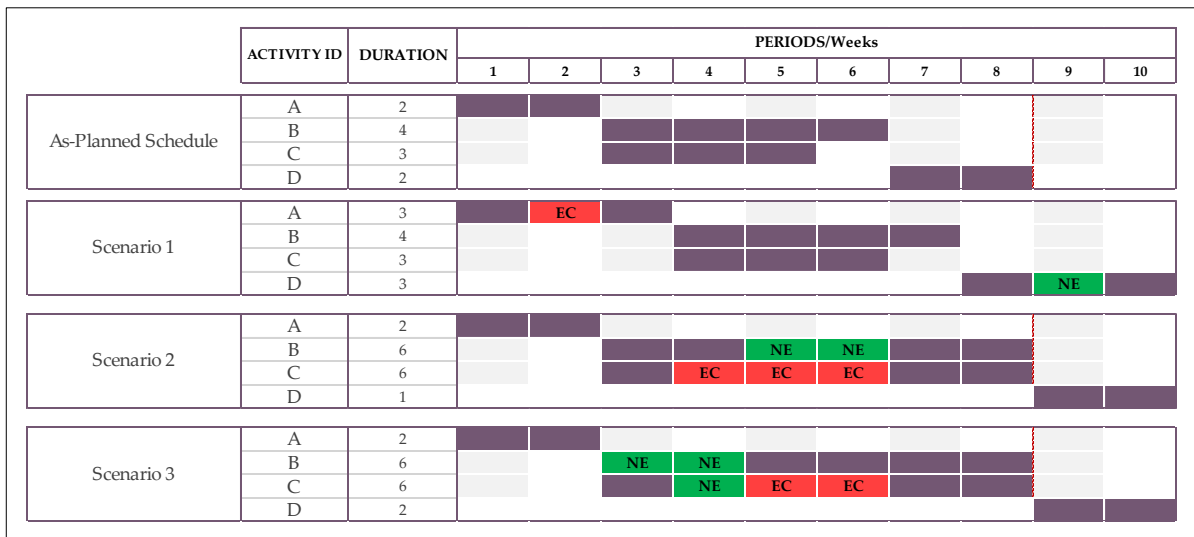 ACTIVITY ID DURATION PERIODS/Weeks
1 2 3 4 5 6 7 8 9 10
As-Planned Schedule
A 2
B 4
C 3
D 2
Scenario 1
A 3 EC
B 4
C 3
D 3 NE
Scenario 2
A 2
B 6 NE NE
C 6 EC EC EC
D 1
Scenario 3
A 2
B 6 NE NE
C 6 NE EC EC
D 2